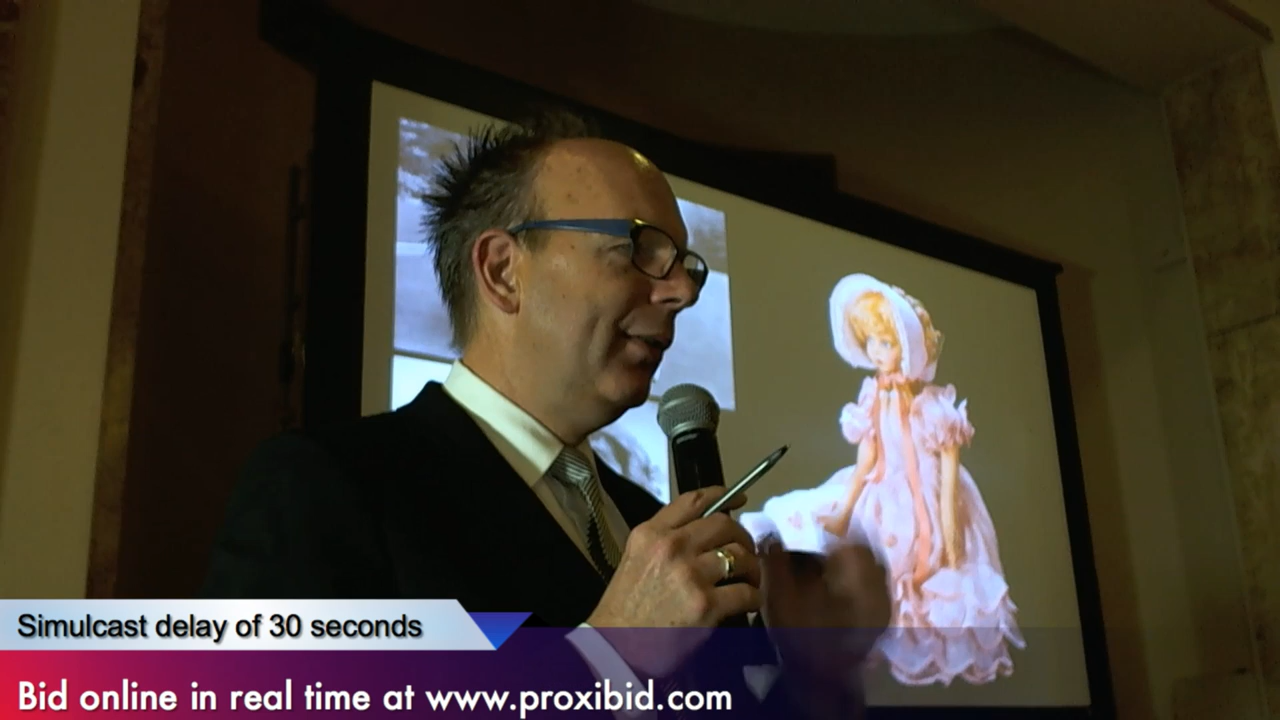 Simulcast delay of 30 seconds
Bid online in real time at www.proxibid.com